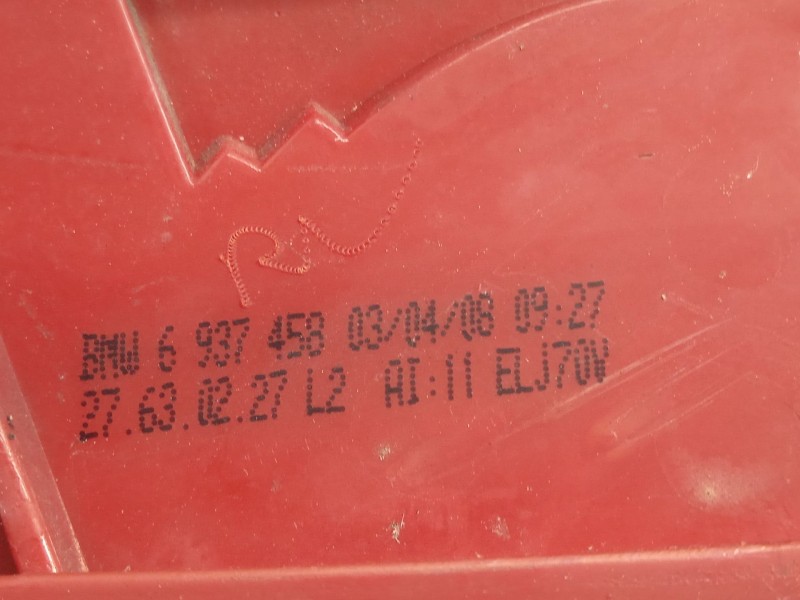 BMW 6 937 458 03/04/08 09:27
27.63.02.27 L2 AI:11 ELJ70V